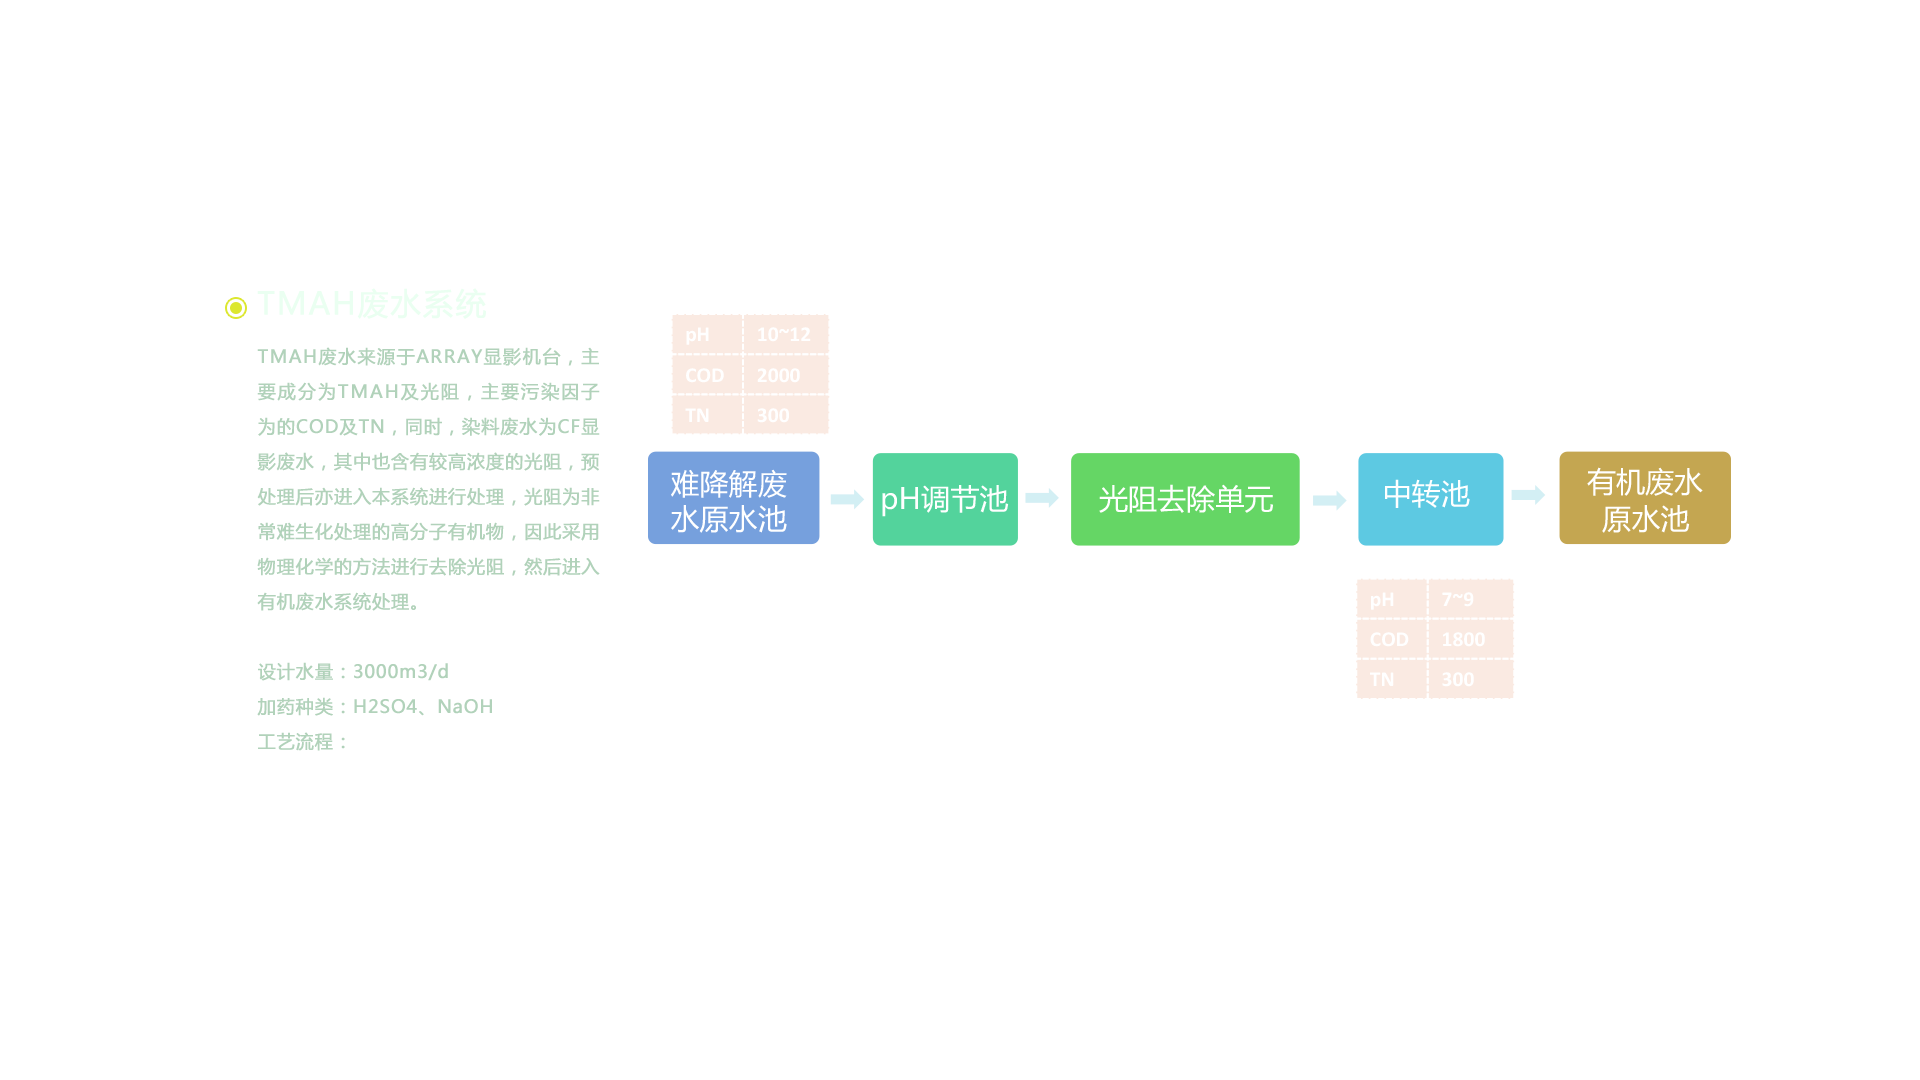 TMAH废水系统
TMAH废水来源于ARRAY显影机台，主
要成分为TMAH及光阻，主要污染因子
为的COD及TN，同时，染料废水为CF显
影废水，其中也含有较高浓度的光阻，预
处理后亦进入本系统进行处理，光阻为非
常难生化处理的高分子有机物，因此采用
物理化学的方法进行去除光阻，然后进入
有机废水系统处理。
设计水量：3000m3/d
加药种类：H2SO4、NaOH
工艺流程：
pH 10~12
COD 2000
TN 300
难降解废
水原水池
pH调节池
光阻去除单元
中转池
有机废水
原水池
pH 7~9
COD 1800
TN 300